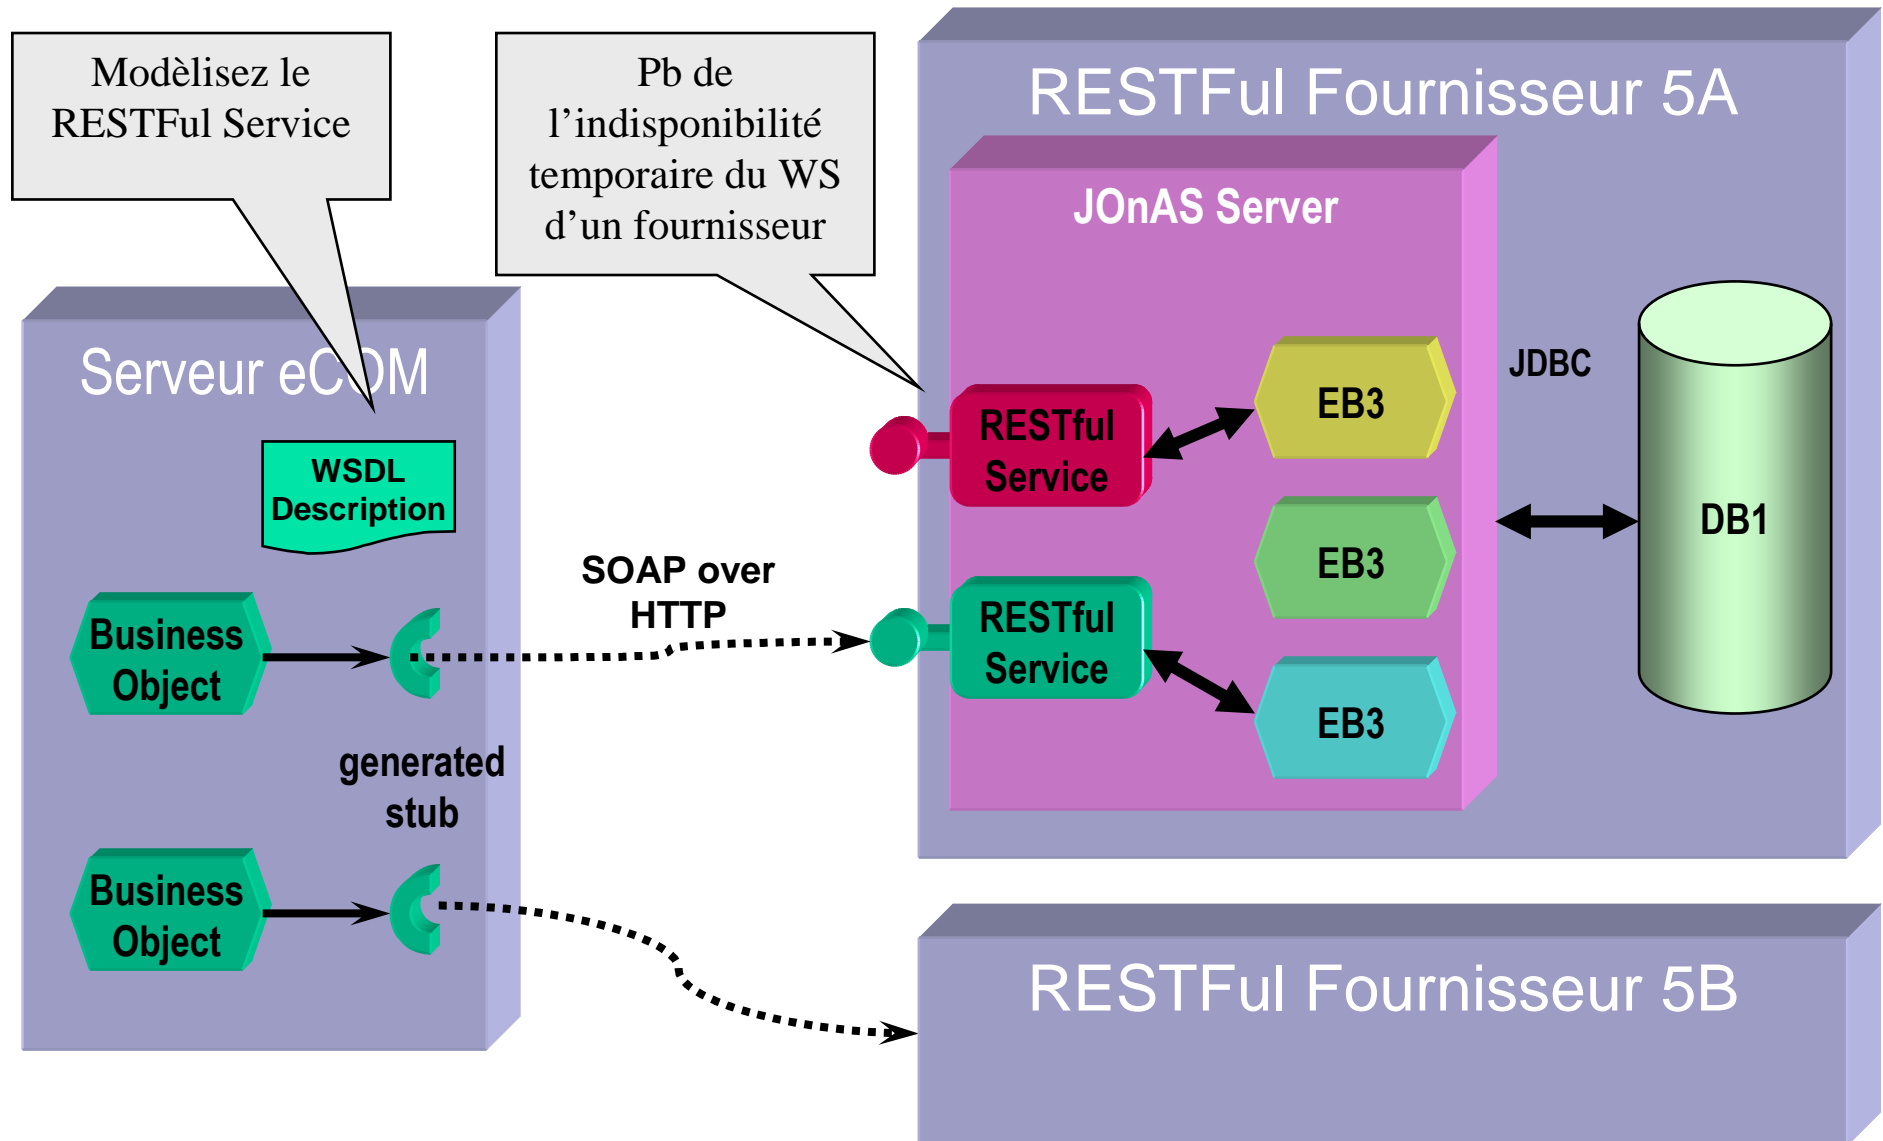 Modèlisez le
RESTFul Service
Pb de
l’indisponibilité
temporaire du WS
d’un fournisseur
RESTFul Fournisseur 5A
JOnAS Server
Serveur eCOM
WSDL
Description
RESTful
Service
EB3
JDBC
EB3
DB1
SOAP over
HTTP
Business
Object
RESTful
Service
EB3
generated
stub
Business
Object
RESTFul Fournisseur 5B